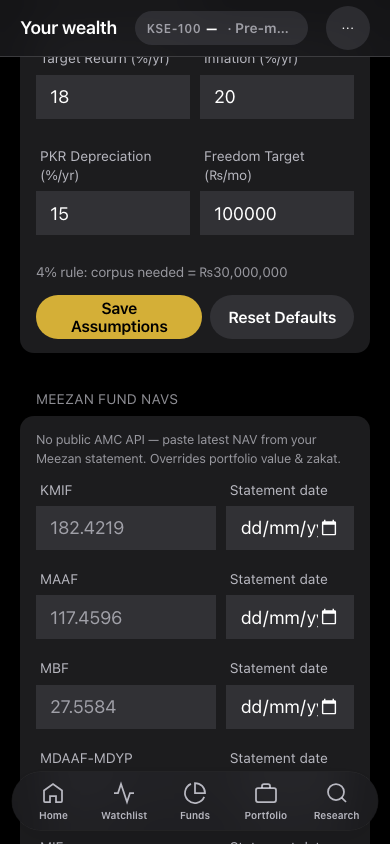 Your wealth
KSE-100 — · Pre-m...
...
Target Return (%/yr)
Inflation (%/yr)
18
20
PKR Depreciation
(%/yr)
Freedom Target
(₨/mo)
15
100000
4% rule: corpus needed = ₨30,000,000
Save
Assumptions
Reset Defaults
MEEZAN FUND NAVS
No public AMC API — paste latest NAV from your
Meezan statement. Overrides portfolio value & zakat.
KMIF
Statement date
182.4219
dd/mm/y
MAAF
Statement date
117.4596
dd/mm/y
MBF
Statement date
27.5584
dd/mm/y
MDAAF-MDYP
Statement date
Home
Watchlist
Funds
Portfolio
Research